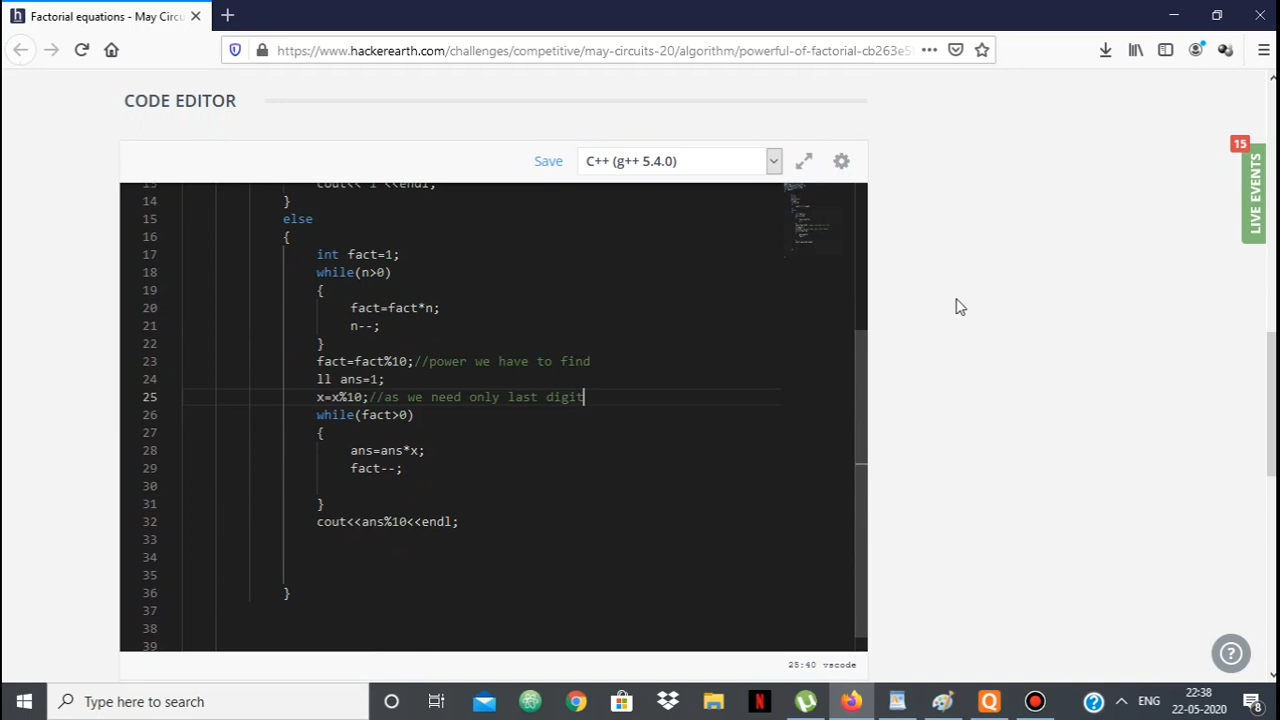 Factorial equations - May Circu
https://www.hackerearth.com/challenges/competitive/may-circuits-20/algorithm/powerful-of-factorial-cb263e5
CODE EDITOR
Save
C++ (g++ 5.4.0)
15
LIVE EVENTS
14 }
15 else
16 {
17 int fact=1;
18 while(n>0)
19 {
20 fact=fact*n;
21 n--;
22 }
23 fact=fact%10;//power we have to find
24 ll ans=1;
25 x=x%10;//as we need only last digit
26 while(fact>0)
27 {
28 ans=ans*x;
29 fact--;
30
31 }
32 cout<<ans%10<<endl;
33
34
35
36 }
37
38
39
25:40 vscode
Type here to search
ENG
22:38
22-05-2020
8